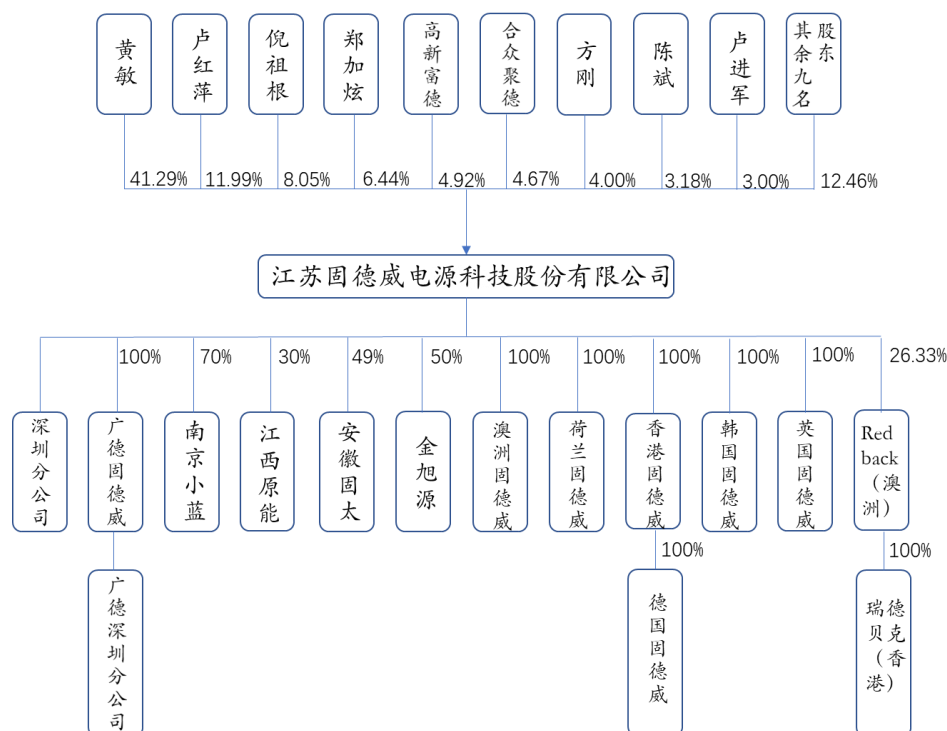 黄敏
卢红萍
倪祖根
郑加炫
高新富德
合众聚德
方刚
陈斌
卢进军
其余九名股东
41.29%
11.99%
8.05%
6.44%
4.92%
4.67%
4.00%
3.18%
3.00%
12.46%
江苏固德威电源科技股份有限公司
100%
70%
30%
49%
50%
100%
100%
100%
100%
100%
26.33%
深圳分公司
广德固德威
南京小蓝
江西原能
安徽固太
金旭源
澳洲固德威
荷兰固德威
香港固德威
韩国固德威
英国固德威
Red
back
（澳
洲）
100%
100%
广德深圳分公司
德国固德威
瑞德
贝克
（香
港）